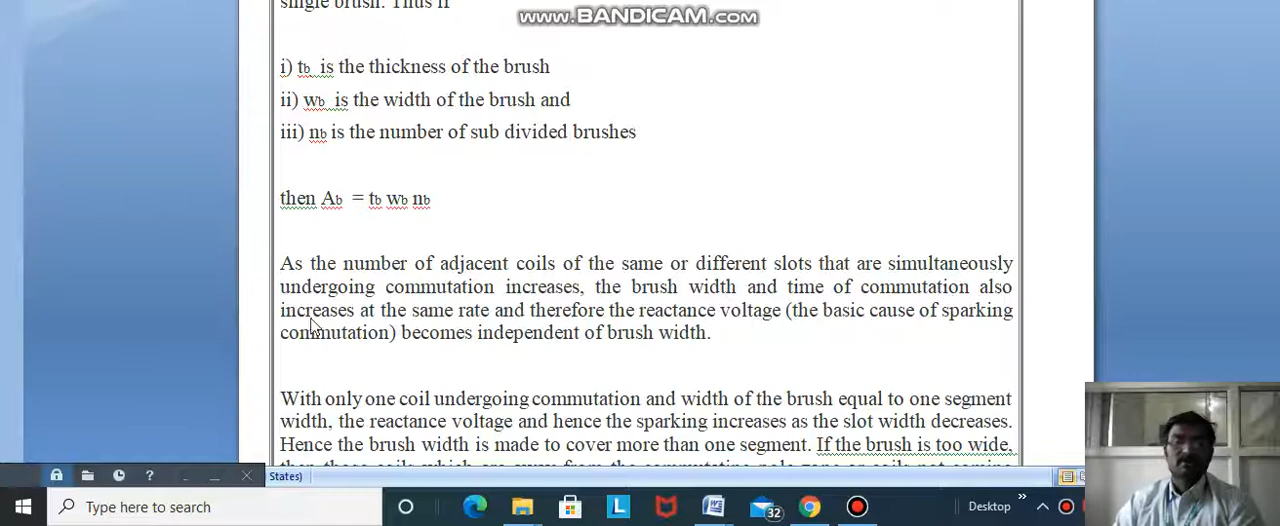 single brush. Thus if
www.BANDICAM.com
i) tb is the thickness of the brush
ii) wb is the width of the brush and
iii) nb is the number of sub divided brushes
then Ab = tb wb nb
As the number of adjacent coils of the same or different slots that are simultaneously
undergoing commutation increases, the brush width and time of commutation also
increases at the same rate and therefore the reactance voltage (the basic cause of sparking
commutation) becomes independent of brush width.
With only one coil undergoing commutation and width of the brush equal to one segment
width, the reactance voltage and hence the sparking increases as the slot width decreases.
Hence the brush width is made to cover more than one segment. If the brush is too wide,
States)
Type here to search
32
Desktop